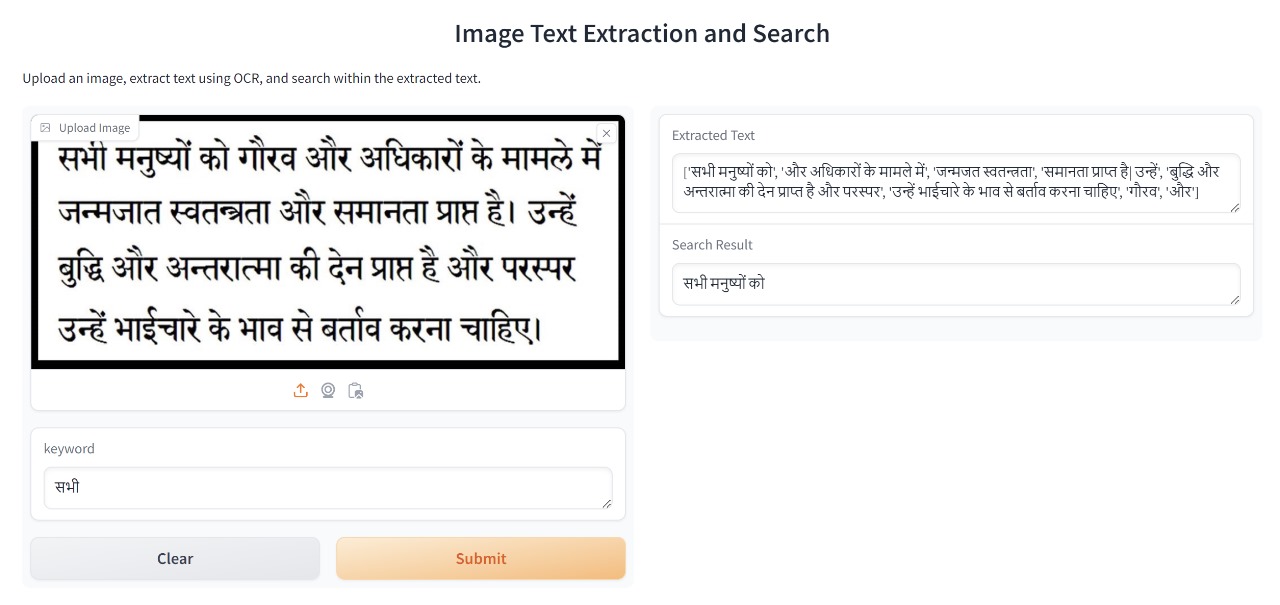 Image Text Extraction and Search
Upload an image, extract text using OCR, and search within the extracted text.
Upload Image
सभी मनुष्यों को गौरव और अधिकारों के मामले में
जन्मजात स्वतन्त्रता और समानता प्राप्त है। उन्हें
बुद्धि और अन्तरात्मा की देन प्राप्त है और परस्पर
उन्हें भाईचारे के भाव से बर्ताव करना चाहिए।
keyword
सभी
Clear
Submit
Extracted Text
['सभी मनुष्यों को', 'और अधिकारों के मामले में', 'जन्मजत स्वतन्त्रता', 'समानता प्राप्त है| उन्हें', 'बुद्धि और
अन्तरात्मा की देन प्राप्त है और परस्पर', 'उन्हें भाईचारे के भाव से बर्ताव करना चाहिए', 'गौरव', 'और']
Search Result
सभी मनुष्यों को